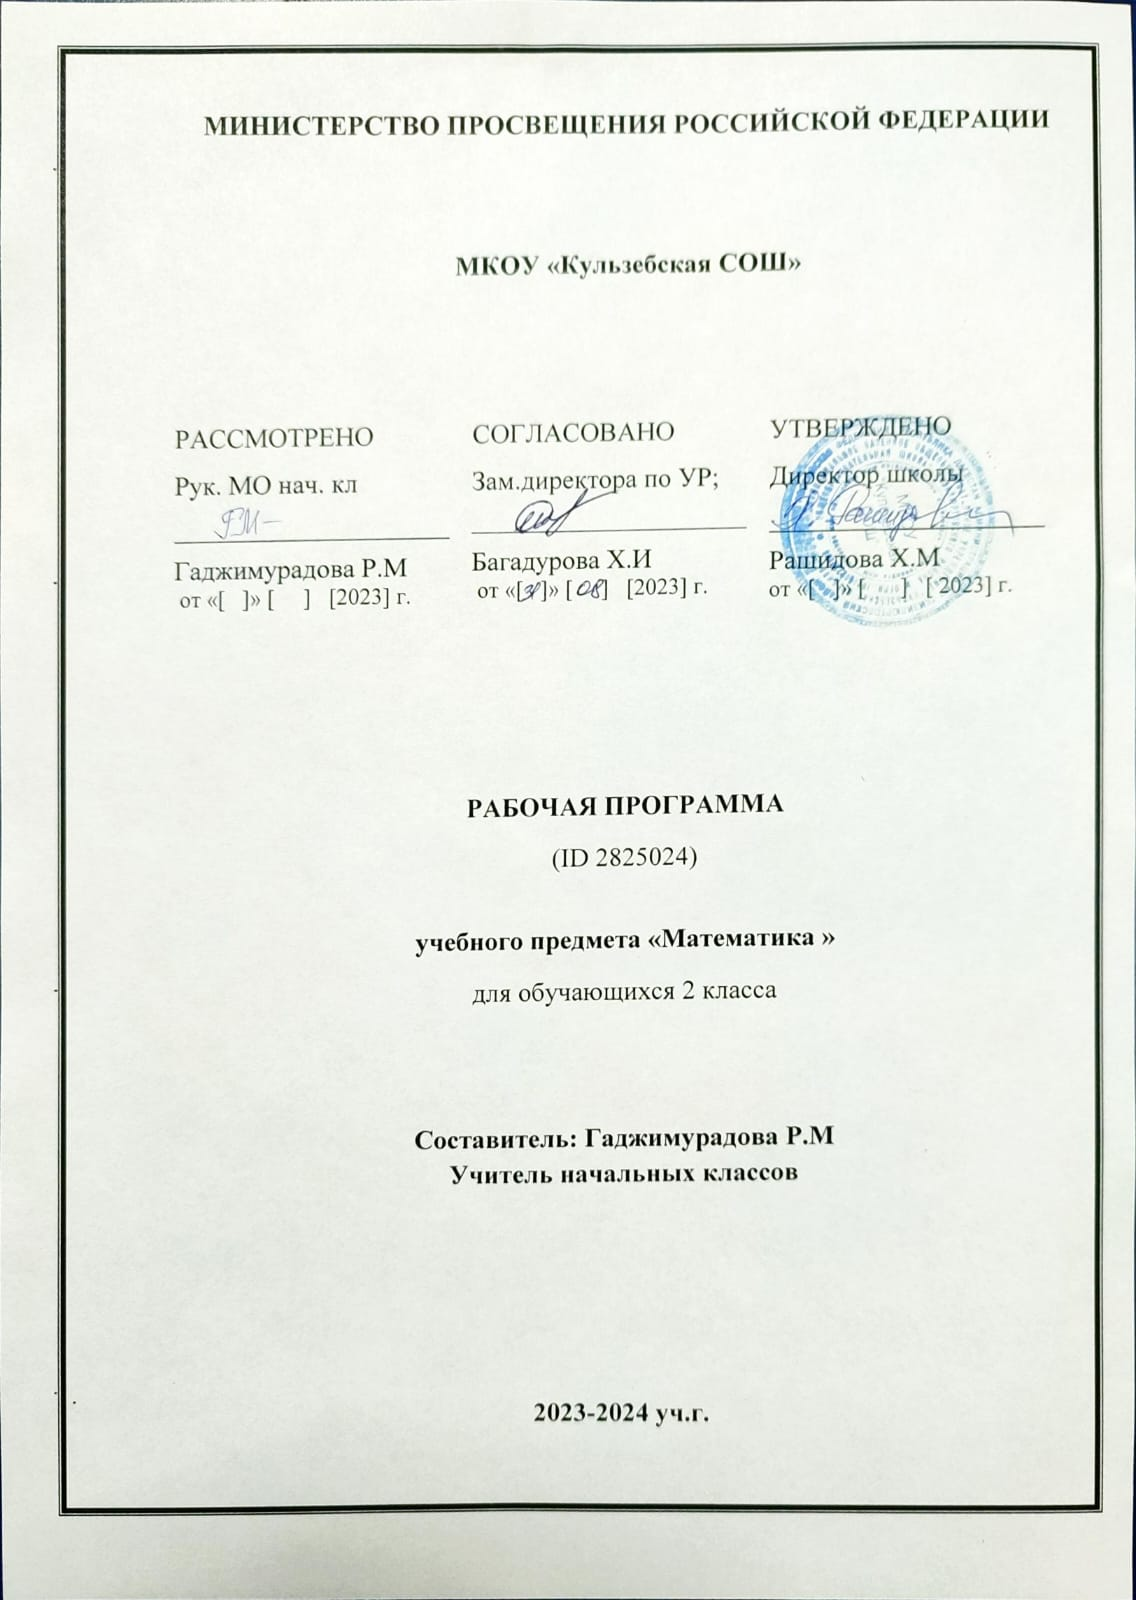 МИНИСТЕРСТВО ПРОСВЕЩЕНИЯ РОССИЙСКОЙ ФЕДЕРАЦИИ
МКОУ «Кульзебская СОШ»
РАССМОТРЕНО
Рук. МО нач. кл
Гаджимурадова Р.М
от «[ ]» [ ] [2023] г.
СОГЛАСОВАНО
Зам.директора по УР;
Багадурова Х.И
от «[ ]» [08] [2023] г.
УТВЕРЖДЕНО
Директор школы
Рашидова Х.М
от «[ ]» [ ] [ 2023] г.
РАБОЧАЯ ПРОГРАММА
(ID 2825024)
учебного предмета «Математика »
для обучающихся 2 класса
Составитель: Гаджимурадова Р.М
Учитель начальных классов
2023-2024 уч.г.